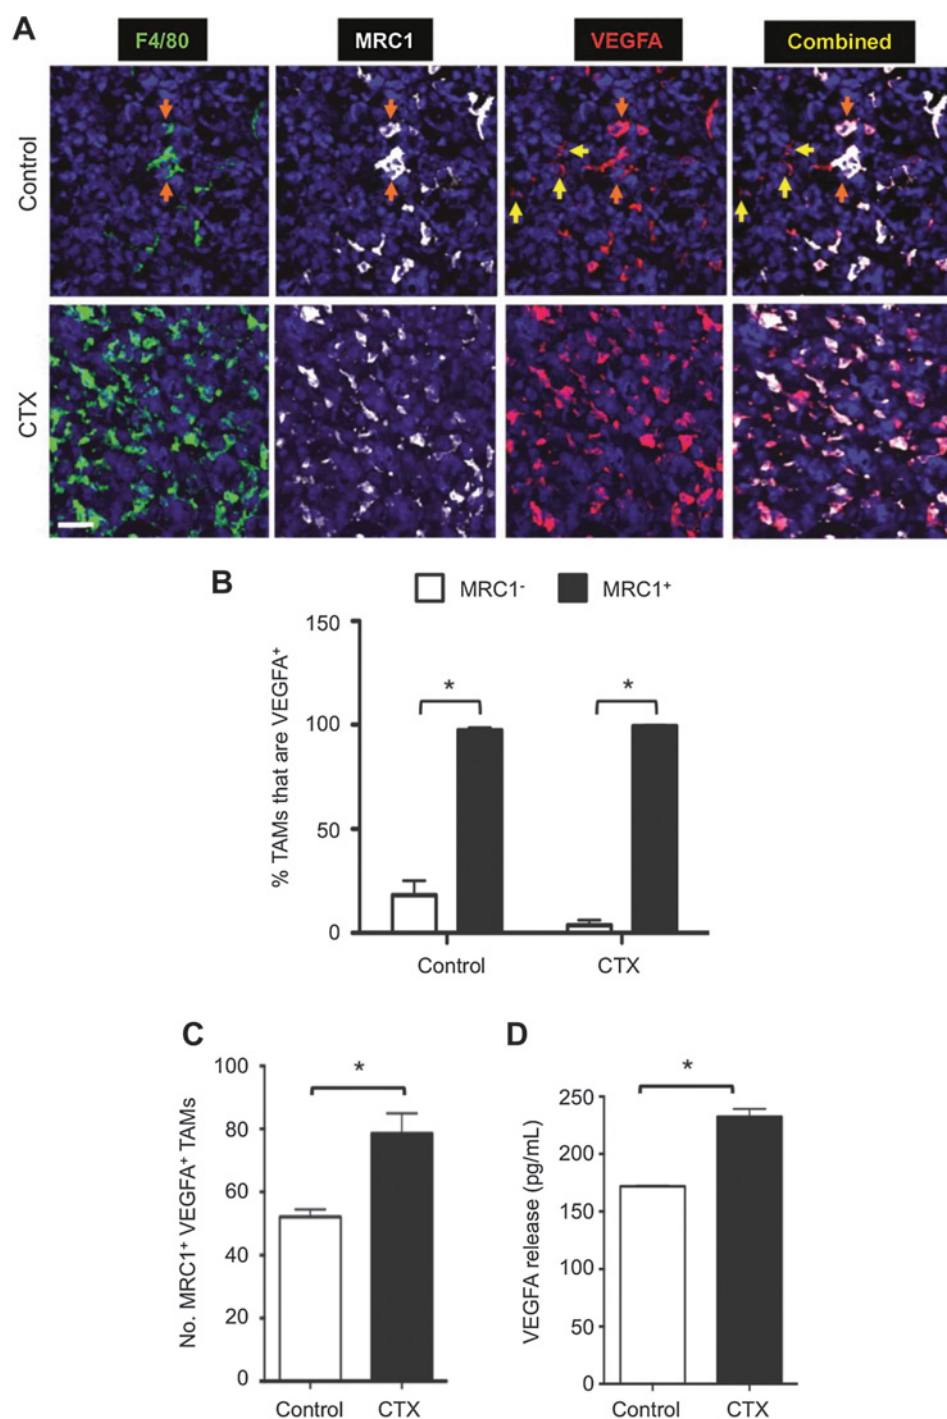 A
F4/80 MRC1 VEGFA Combined
Control
CTX
B
MRC1⁻ MRC1⁺
% TAMs that are VEGFA⁺
150
100
50
0
*
*
Control CTX
C
No. MRC1⁺ VEGFA⁺ TAMs
100
80
60
40
20
0
*
Control CTX
D
VEGFA release (pg/mL)
250
200
150
100
50
0
*
Control CTX